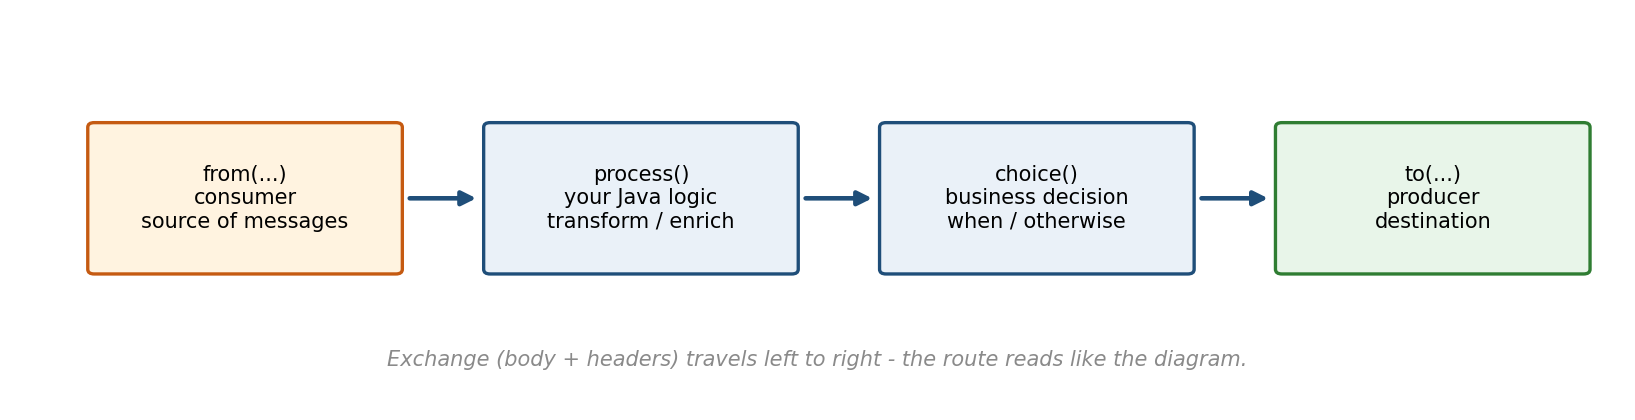 from(...)
consumer
source of messages
process()
your Java logic
transform / enrich
choice()
business decision
when / otherwise
to(...)
producer
destination
Exchange (body + headers) travels left to right - the route reads like the diagram.